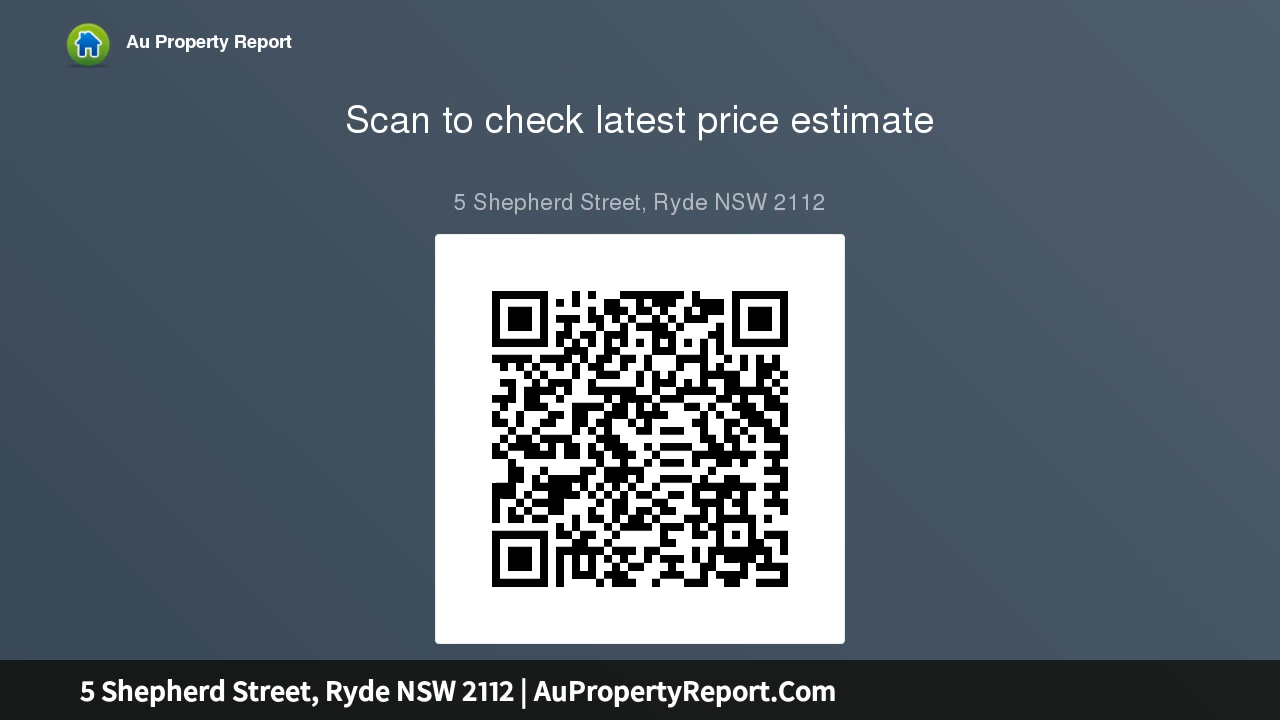 Au Property Report
Scan to check latest price estimate
5 Shepherd Street, Ryde NSW 2112
5 Shepherd Street, Ryde NSW 2112 | AuPropertyReport.Com